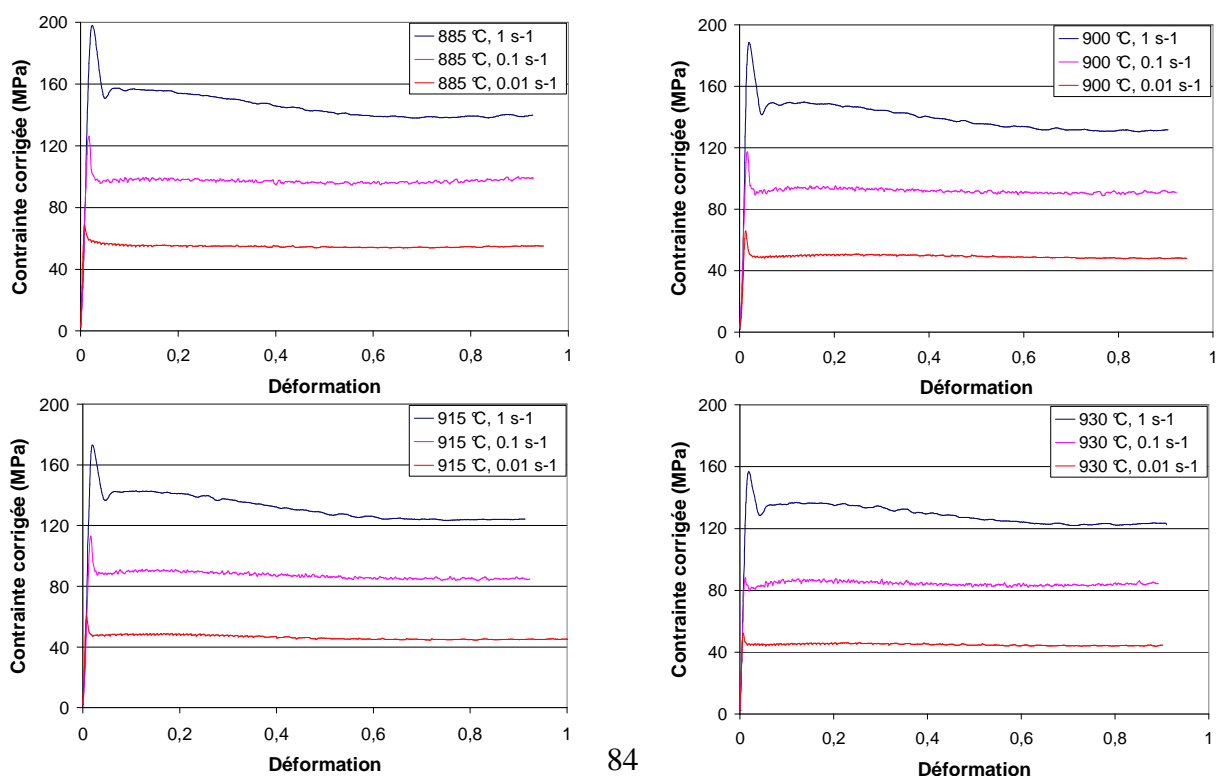 200
160
120
80
40
0
Contrainte corrigée (MPa)
885 °C, 1 s-1
885 °C, 0.1 s-1
885 °C, 0.01 s-1
0 0,2 0,4 0,6 0,8 1
Déformation
200
160
120
80
40
0
Contrainte corrigée (MPa)
900 °C, 1 s-1
900 °C, 0.1 s-1
900 °C, 0.01 s-1
0 0,2 0,4 0,6 0,8 1
Déformation
200
160
120
80
40
0
Contrainte corrigée (MPa)
915 °C, 1 s-1
915 °C, 0.1 s-1
915 °C, 0.01 s-1
0 0,2 0,4 0,6 0,8 1
Déformation
200
160
120
80
40
0
Contrainte corrigée (MPa)
930 °C, 1 s-1
930 °C, 0.1 s-1
930 °C, 0.01 s-1
0 0,2 0,4 0,6 0,8 1
Déformation
84